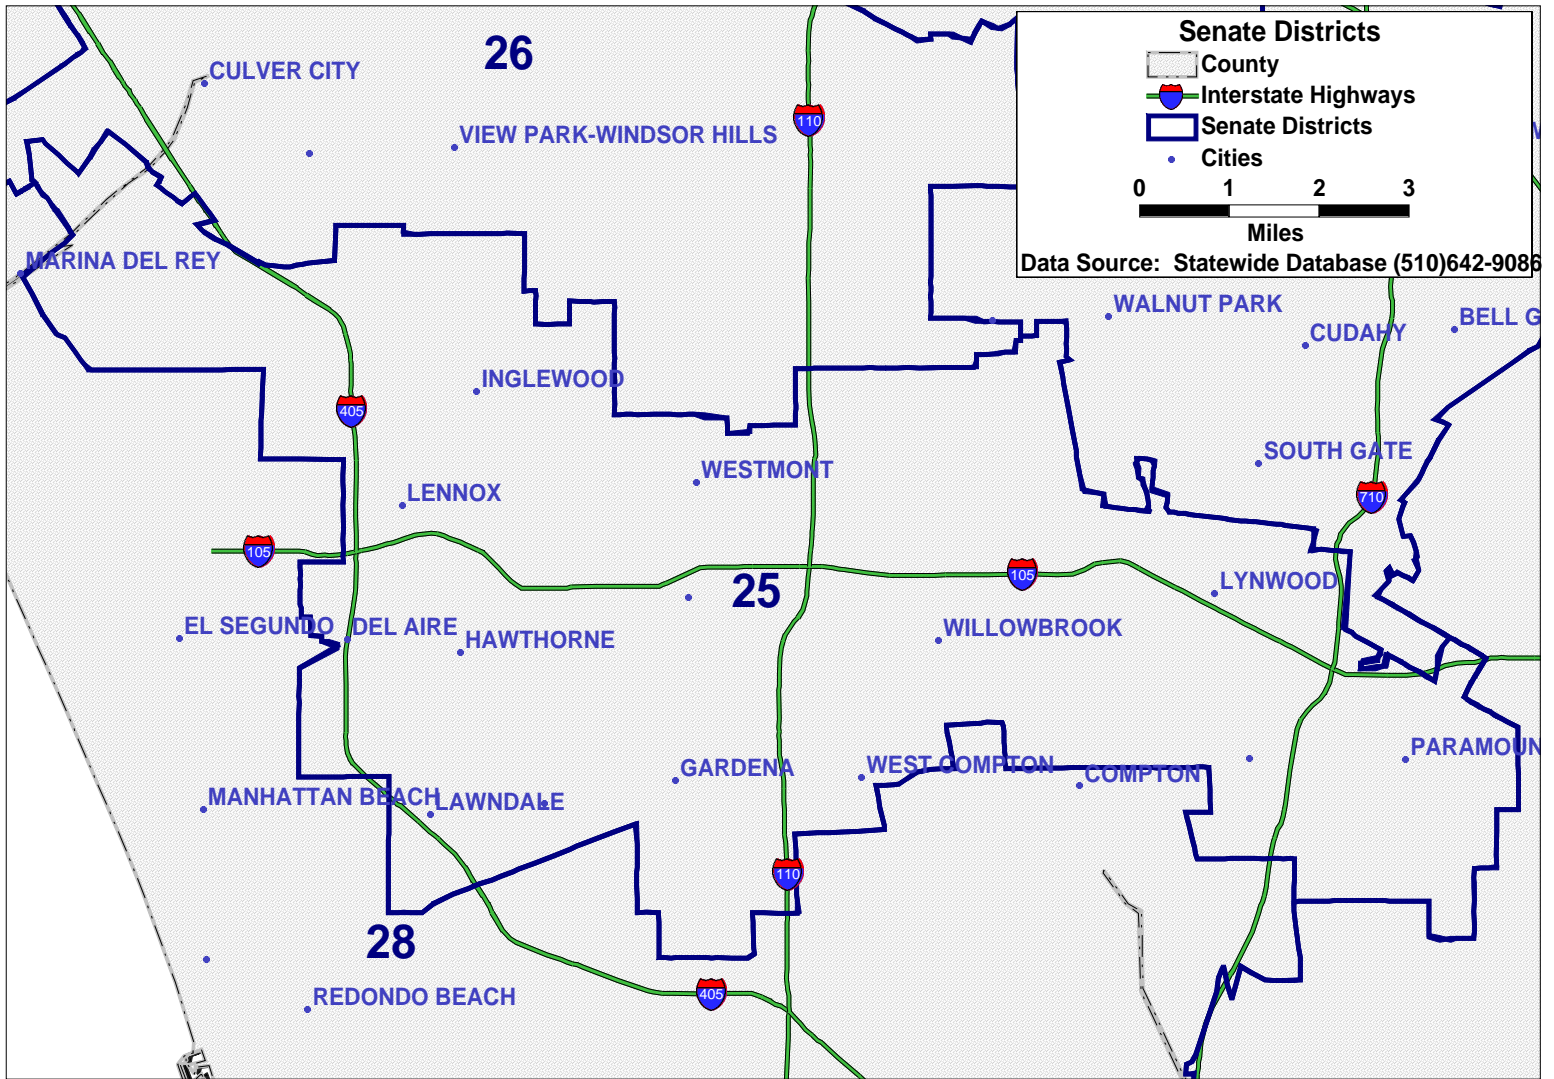 Senate Districts
County
Interstate Highways
Senate Districts
Cities
0 1 2 3
Miles
Data Source: Statewide Database (510)642-9086
26
CULVER CITY
110
VIEW PARK-WINDSOR HILLS
MARINA DEL REY
WALNUT PARK
BELL G
CUDAHY
INGLEWOOD
405
SOUTH GATE
WESTMONT
LENNOX
710
105
105
25
LYNWOOD
EL SEGUNDO
DEL AIRE
HAWTHORNE
WILLOWBROOK
PARAMOUN
GARDENA
WEST COMPTON
COMPTON
MANHATTAN BEACH
LAWNDALE
110
28
405
REDONDO BEACH